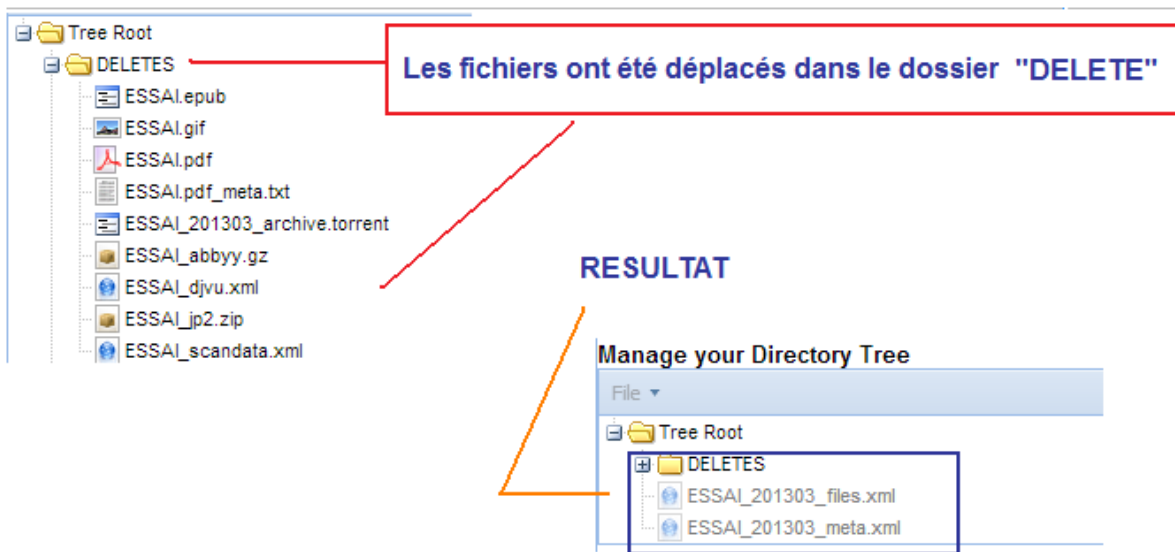 Tree Root
DELETES
Les fichiers ont été déplacés dans le dossier "DELETE"
ESSAI.epub
ESSAI.gif
ESSAI.pdf
ESSAI.pdf_meta.txt
ESSAI_201303_archive.torrent
ESSAI_abbyy.gz
ESSAI_djvu.xml
ESSAI_jp2.zip
ESSAI_scandata.xml
RESULTAT
Manage your Directory Tree
File
Tree Root
DELETES
ESSAI_201303_files.xml
ESSAI_201303_meta.xml